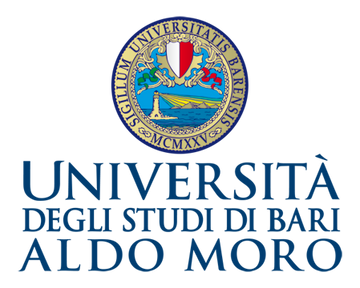 SIGILLUM UNIVERSITATIS BARENSIS
MCMXXV
UNIVERSITÀ
DEGLI STUDI DI BARI
ALDO MORO